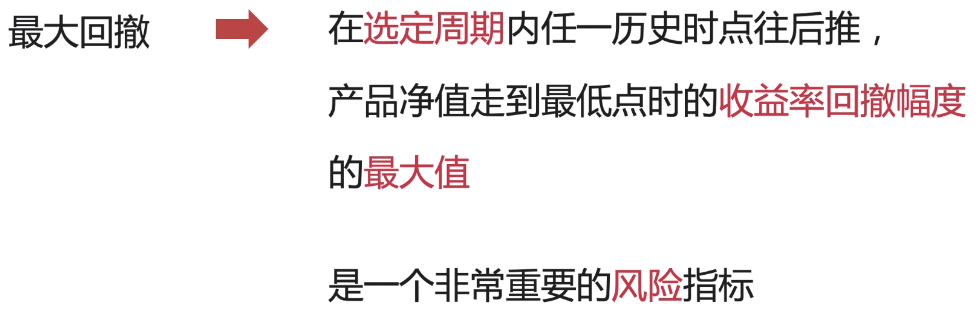 最大回撤
在选定周期内任一历史时点往后推，
产品净值走到最低点时的收益率回撤幅度
的最大值
是一个非常重要的风险指标